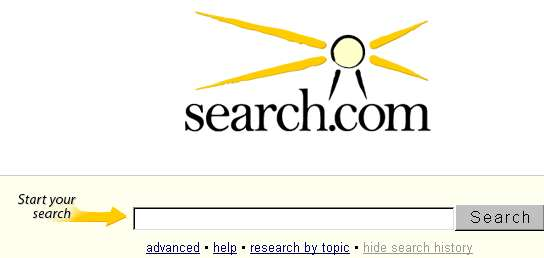 search.com
Start your
search
Search
advanced • help • research by topic • hide search history